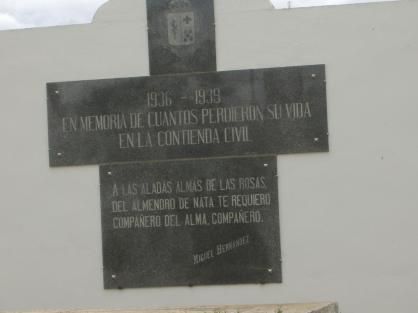 1936 - 1939
EN MEMORIA DE CUANTOS PERDIERON SU VIDA
EN LA CONTIENDA CIVIL
A LAS ALADAS ALMAS DE LAS ROSAS,
DEL ALMENDRO DE NATA TE REQUIERO
COMPAÑERO DEL ALMA, COMPAÑERO.
MIGUEL HERNANDEZ